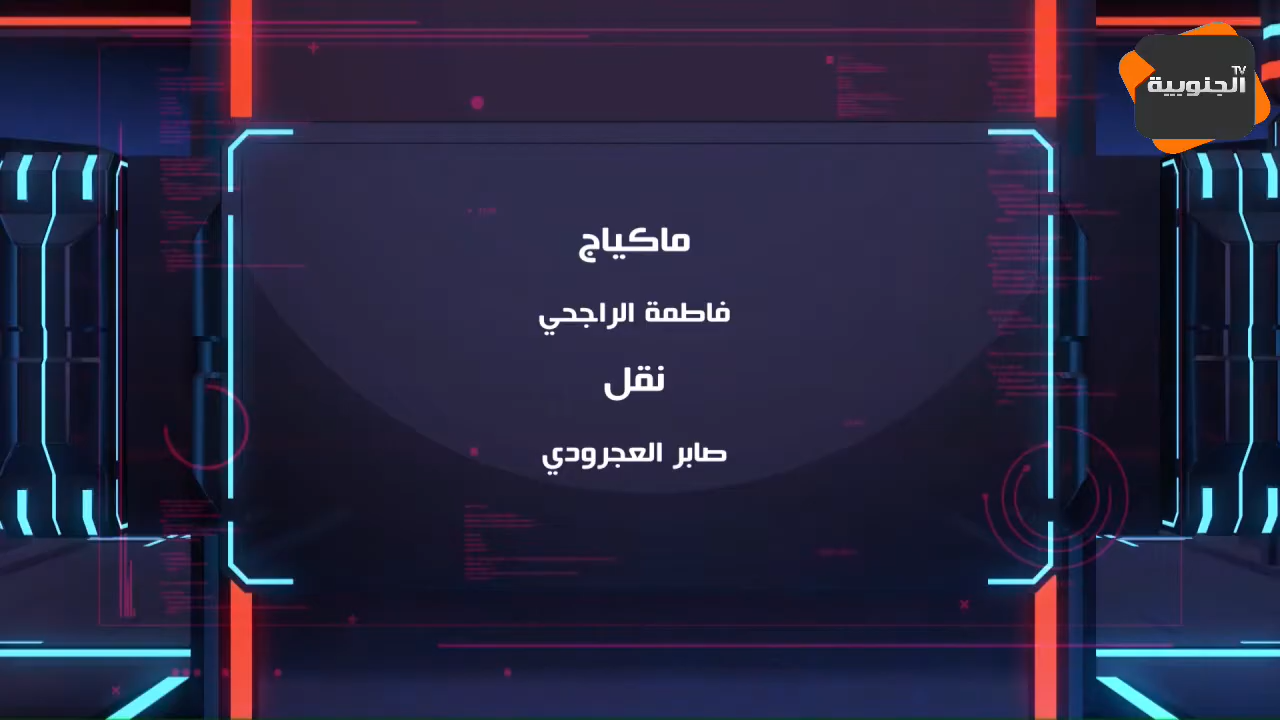 TV
الجنوبية
ماكياج
فاطمة الراجحي
نقل
صابر العجرودي